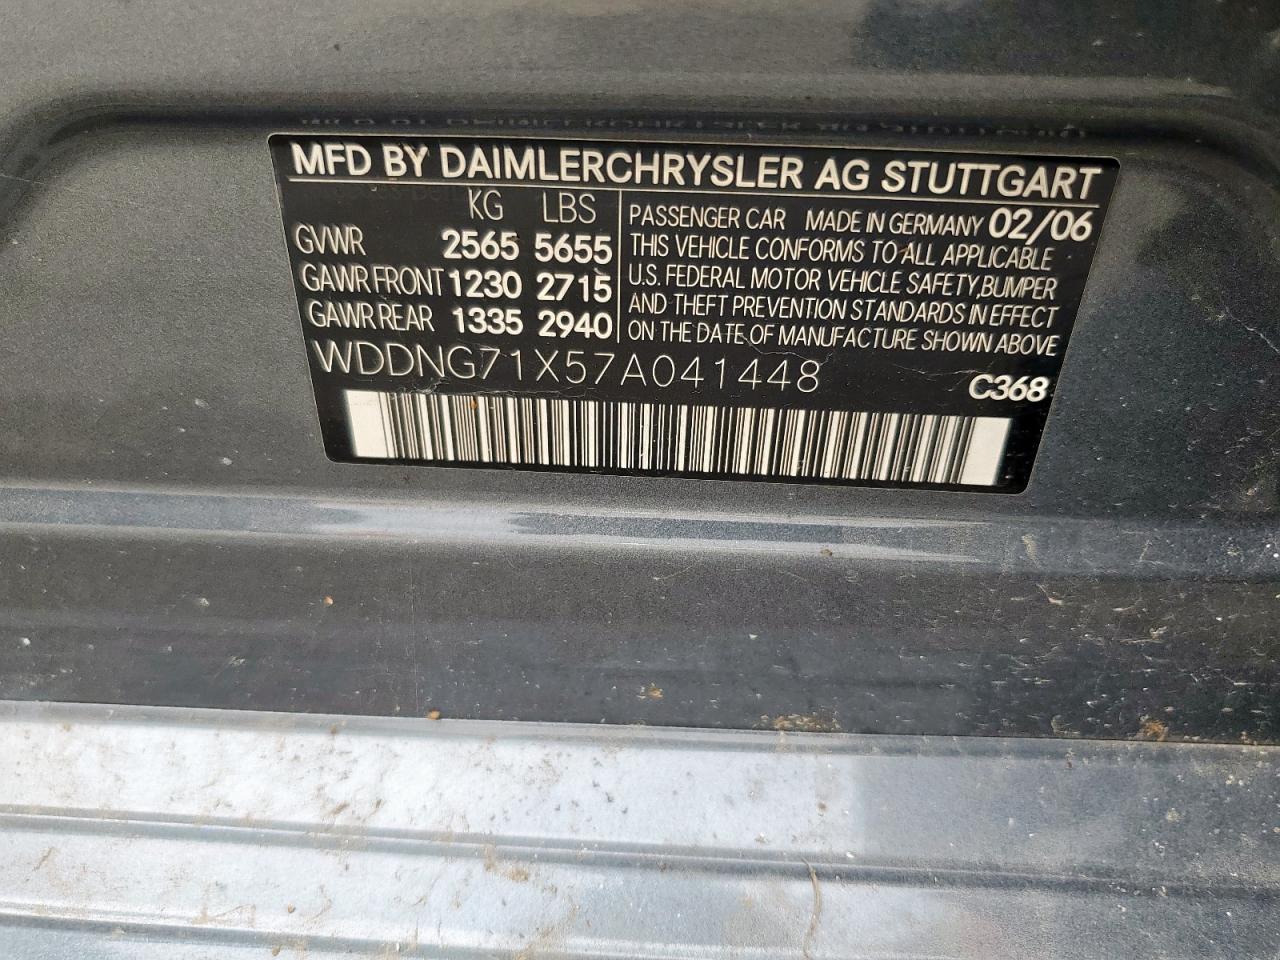 MFD BY DAIMLERCHRYSLER AG STUTTGART
KG LBS
GVWR 2565 5655
GAWR FRONT 1230 2715
GAWR REAR 1335 2940
PASSENGER CAR MADE IN GERMANY 02/06
THIS VEHICLE CONFORMS TO ALL APPLICABLE
U.S. FEDERAL MOTOR VEHICLE SAFETY, BUMPER
AND THEFT PREVENTION STANDARDS IN EFFECT
ON THE DATE OF MANUFACTURE SHOWN ABOVE
WDDNG71X57A041448
C368